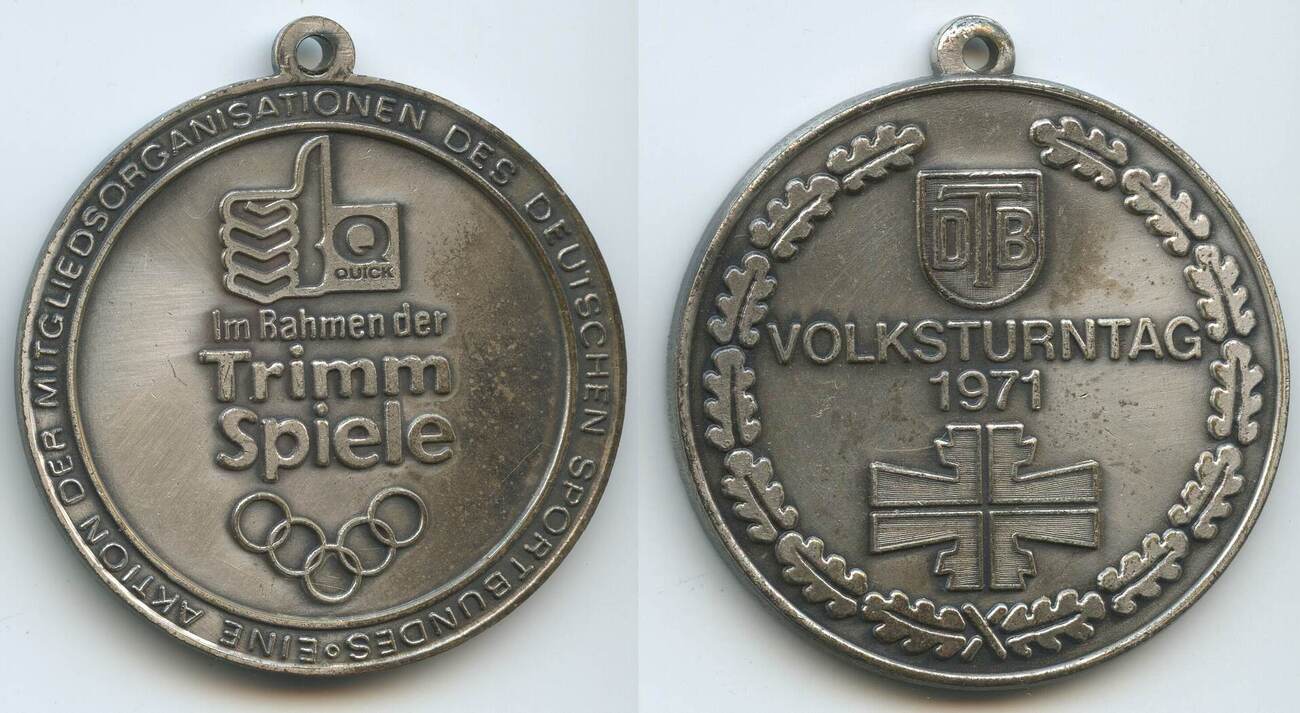 EINE AKTION DER MITGLIEDSORGANISATIONEN DES DEUTSCHEN SPORTBUNDES
Q
QUICK
Im Rahmen der
Trimm
Spiele
DTB
VOLKSTURNTAG
1971